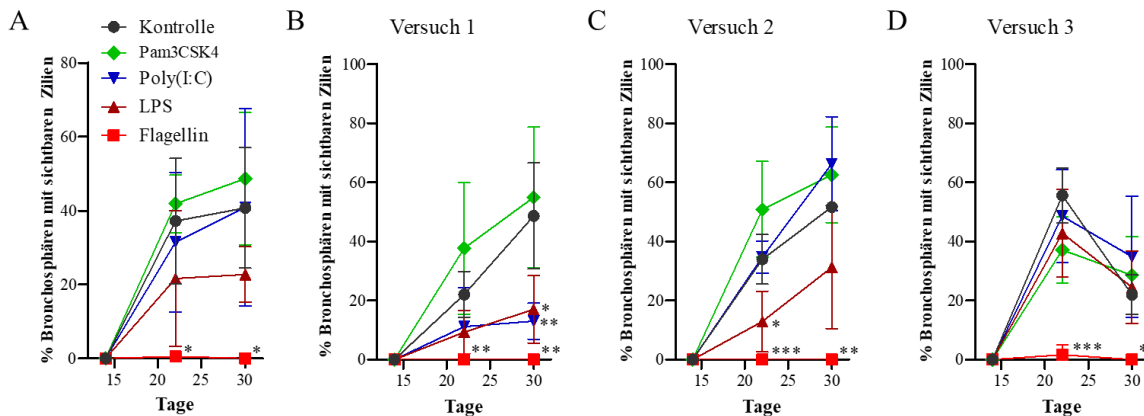 A
Kontrolle
Pam3CSK4
Poly(I:C)
LPS
Flagellin
% Bronchosphären mit sichtbaren Zilien
80
60
40
20
0
* *
15 20 25 30
Tage
B Versuch 1
% Bronchosphären mit sichtbaren Zilien
100
80
60
40
20
0
*
**
** **
15 20 25 30
Tage
C Versuch 2
% Bronchosphären mit sichtbaren Zilien
100
80
60
40
20
0
*
*** **
15 20 25 30
Tage
D Versuch 3
% Bronchosphären mit sichtbaren Zilien
100
80
60
40
20
0
*** *
15 20 25 30
Tage